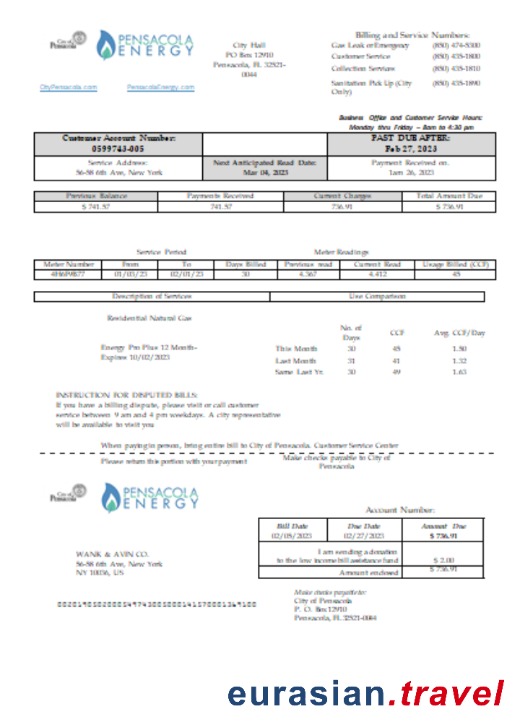 City of
Pensacola
PENSACOLA
ENERGY
City Hall
PO Box 12910
Pensacola, FL 32521-
0044
Billing and Service Numbers:
Gas Leak or Emergency (850) 474-5300
Customer Service (850) 435-1800
Collection Services (850) 435-1810
Sanitation Pick Up (City (850) 435-1890
Only)
CityPensacola.com PensacolaEnergy.com
Business Office and Customer Service Hours:
Monday thru Friday – 8am to 4:30 pm
Customer Account Number: PAST DUE AFTER:
0599743-005 Feb 27, 2023
Service Address: Next Anticipated Read Date: Payment Received on.
56-58 6th Ave, New York Mar 04, 2023 26, 2023
Previous Balance Payments Received Current Charges Total Amount Due
$ 741.57 741.57 736.91 $ 736.91
Service Period Meter Readings
Meter Number From To Days Billed Previous read Current Read Usage Billed (CCF)
01/03/23 02/01/23 30 4,367 4,412 45
Description of Services Use Comparison
Residential Natural Gas
No. of
Days CCF Avg. CCF/Day
Energy Pro Plus 12 Month-
Expires 10/02/2023
This Month 30 45 1.50
Last Month 31 41 1.32
Same Last Yr. 30 49 1.63
INSTRUCTION FOR DISPUTED BILLS:
If you have a billing dispute, please visit or call customer
service between 9 am and 4 pm weekdays. A city representative
will be available to visit you
When paying in person, bring entire bill to City of Pensacola, Customer Service Center
Please return this portion with your payment Make checks payable to City of
Pensacola
City of
Pensacola
PENSACOLA
ENERGY
Account Number:
Bill Date Due Date Amount Due
02/05/2023 02/27/2023 $ 736.91
I am sending a donation
to the low income bill assistance fund $ 2.00
Amount enclosed $ 736.91
WANK & AVIN CO.
56-58 6th Ave, New York
NY 10036, US
Make checks payable to:
City of Pensacola
P. O. Box 12910
Pensacola, FL 32521-0044
eurasian.travel